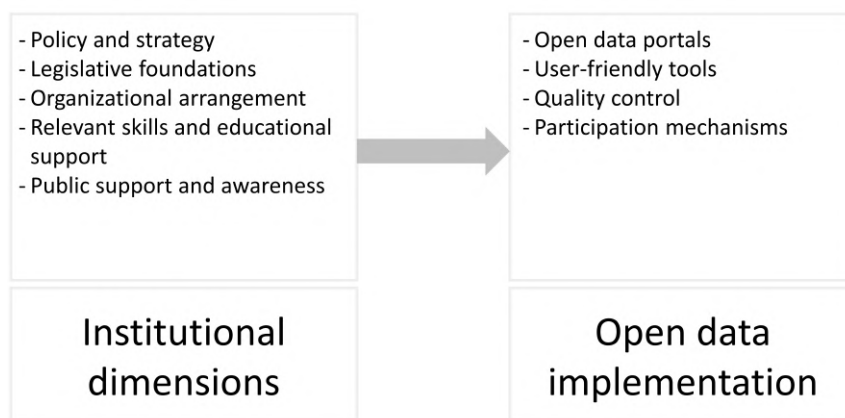 - Policy and strategy
- Legislative foundations
- Organizational arrangement
- Relevant skills and educational
support
- Public support and awareness
Institutional
dimensions
- Open data portals
- User-friendly tools
- Quality control
- Participation mechanisms
Open data
implementation